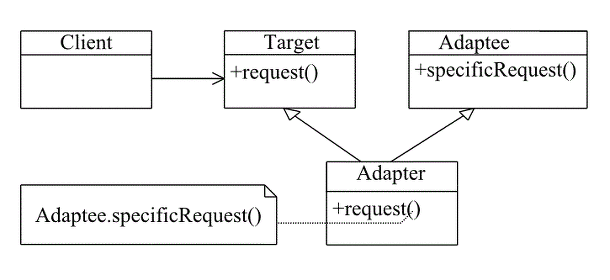 Client
Target
+request()
Adaptee
+specificRequest()
Adapter
+request()
Adaptee.specificRequest()